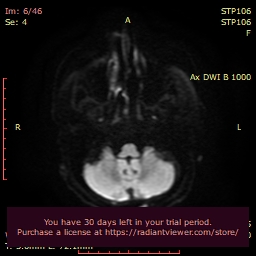 Im: 6/46
Se: 4
A
STP106
STP106
F
Ax DWI B 1000
R
L
You have 30 days left in your trial period.
Purchase a license at https://radiantviewer.com/store/